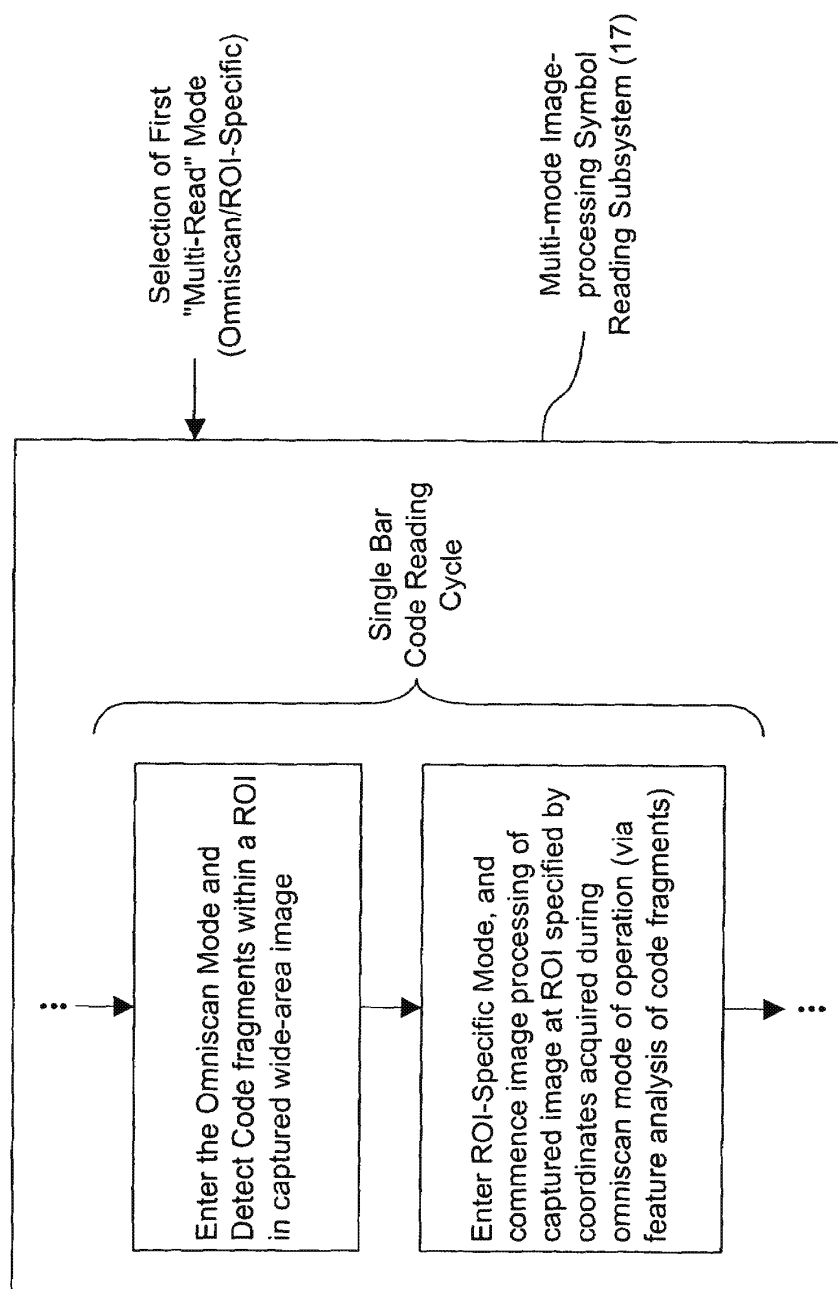 Selection of First
"Multi-Read" Mode
(Omniscan/ROI-Specific)
Enter the Omniscan Mode and
Detect Code fragments within a ROI
in captured wide-area image
Single Bar
Code Reading
Cycle
Enter ROI-Specific Mode, and
commence image processing of
captured image at ROI specified by
coordinates acquired during
omniscan mode of operation (via
feature analysis of code fragments)
Multi-mode Image-
processing Symbol
Reading Subsystem (17)